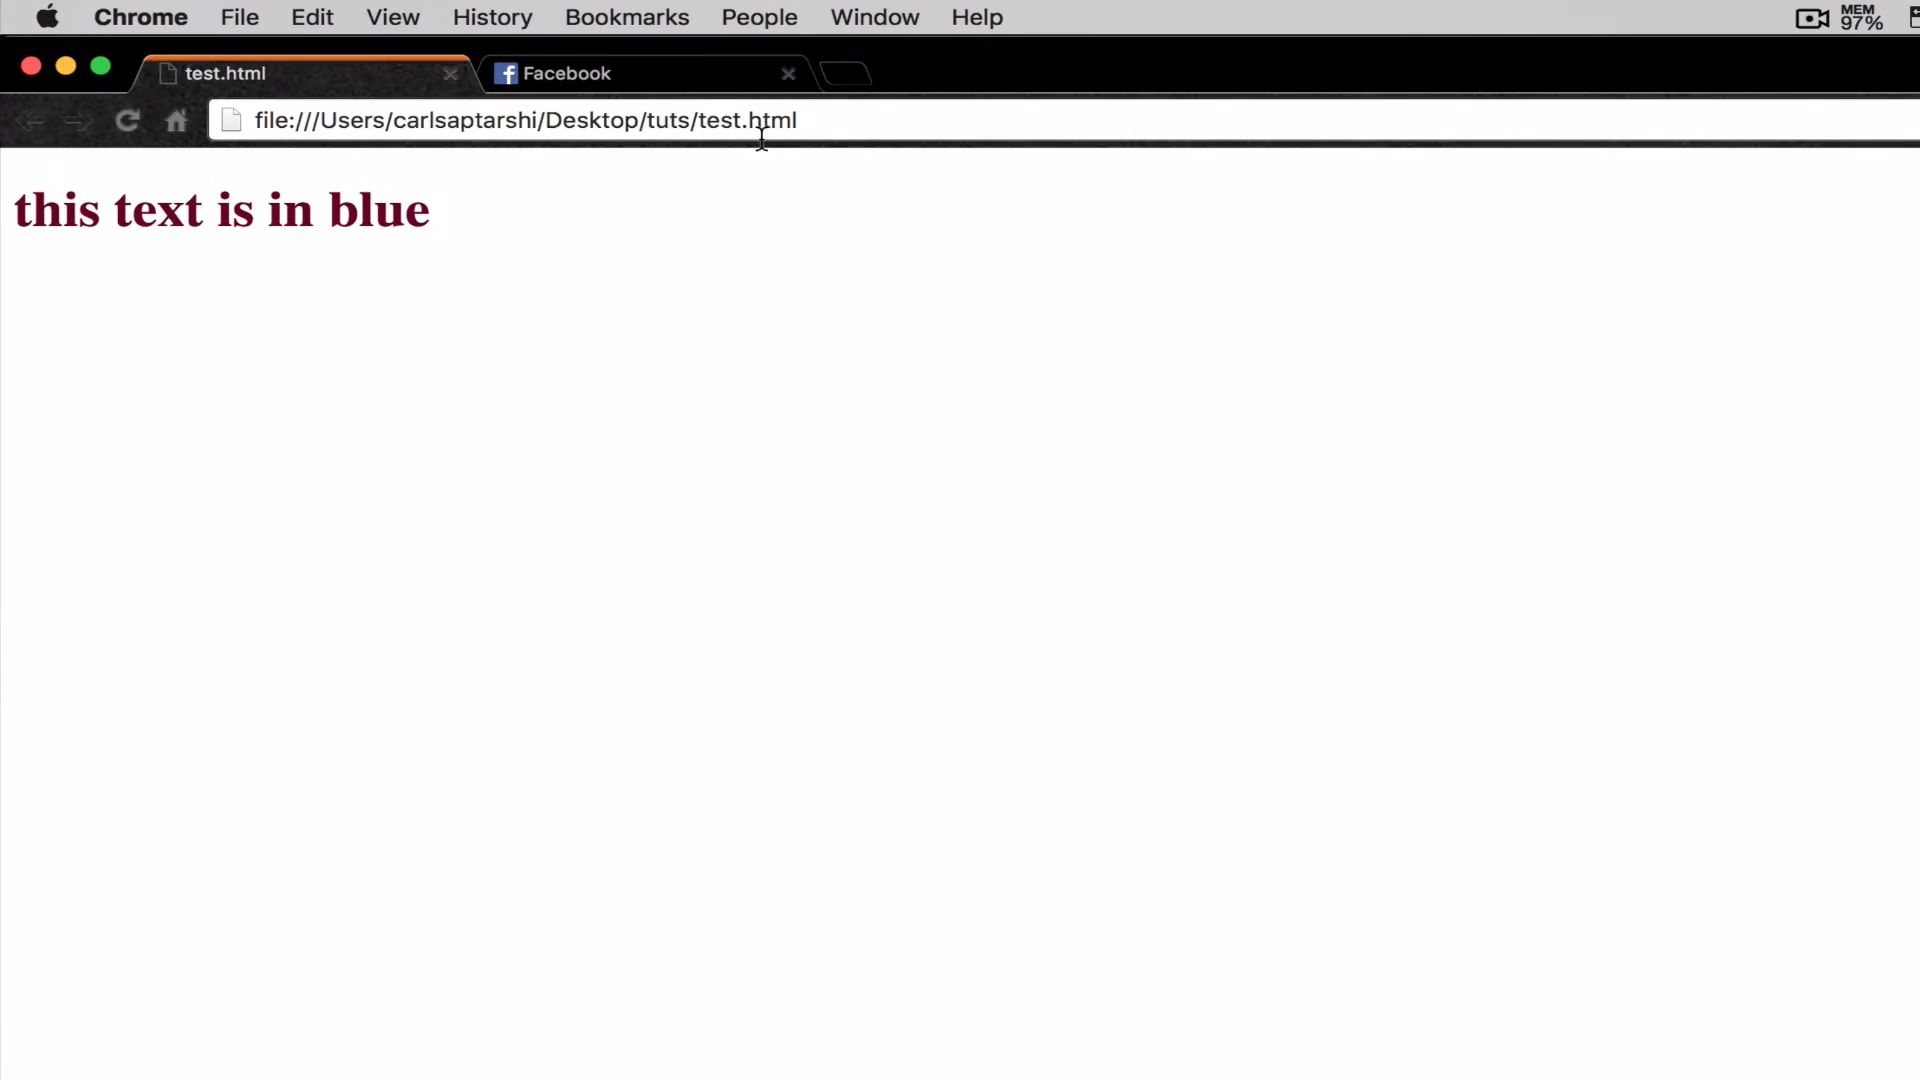 Chrome File Edit View History Bookmarks People Window Help
MEM
97%
test.html
Facebook
file:///Users/carlsaptarshi/Desktop/tuts/test.html
this text is in blue